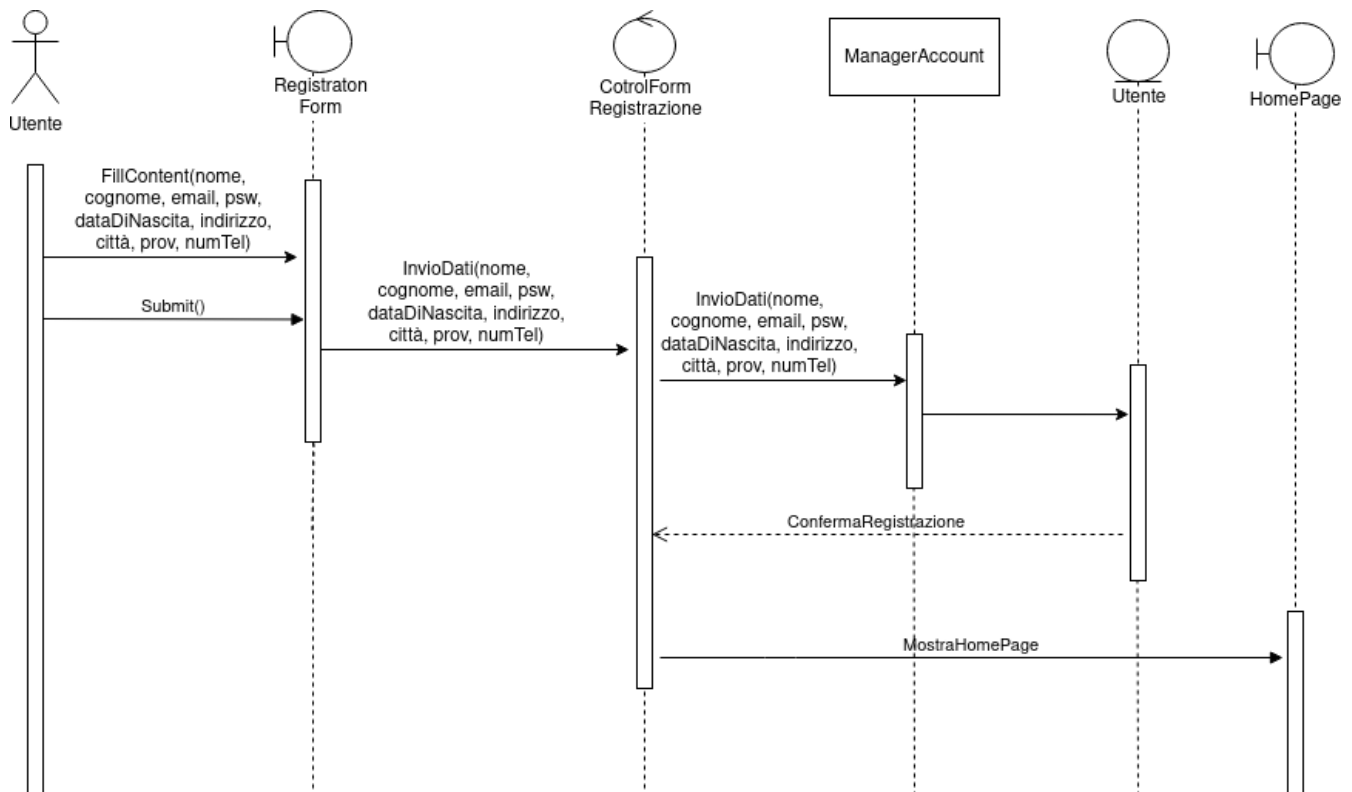 Utente
Registraton
Form
CotrolForm
Registrazione
ManagerAccount
Utente
HomePage
FillContent(nome,
cognome, email, psw,
dataDiNascita, indirizzo,
città, prov, numTel)
Submit()
InvioDati(nome,
cognome, email, psw,
dataDiNascita, indirizzo,
città, prov, numTel)
InvioDati(nome,
cognome, email, psw,
dataDiNascita, indirizzo,
città, prov, numTel)
ConfermaRegistrazione
MostraHomePage